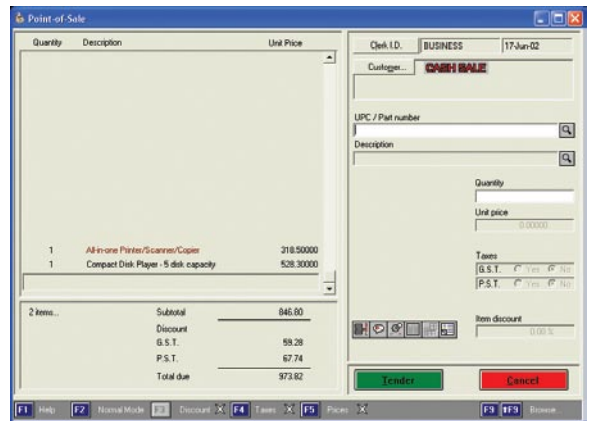 Point-of-Sale
Quantity Description Unit Price
1 All-in-one Printer/Scanner/Copier 318.50000
1 Compact Disk Player - 5 disk capacity 528.30000
2 items... Subtotal 846.80
Discount
G.S.T. 59.28
P.S.T. 67.74
Total due 973.82
Clerk I.D. BUSINESS 17-Jun-02
Customer... CASH SALE
UPC / Part number
Description
Quantity
Unit price
0.00000
Taxes
G.S.T. Yes No
P.S.T. Yes No
Item discount
0.00 %
Tender Cancel
F1 Help F2 Normal Mode F3 Discount F4 Taxes F5 Prices F9 ⬆F9 Browse...